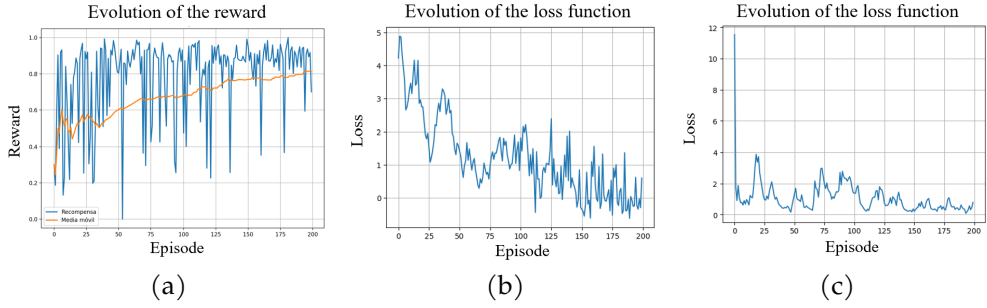 Evolution of the reward
1.0
0.8
0.6
0.4
0.2
0.0
Reward
Recompensa
Media móvil
0 25 50 75 100 125 150 175 200
Episode
(a)
Evolution of the loss function
5
4
3
2
1
0
Loss
0 25 50 75 100 125 150 175 200
Episode
(b)
Evolution of the loss function
12
10
8
6
4
2
0
Loss
0 25 50 75 100 125 150 175 200
Episode
(c)